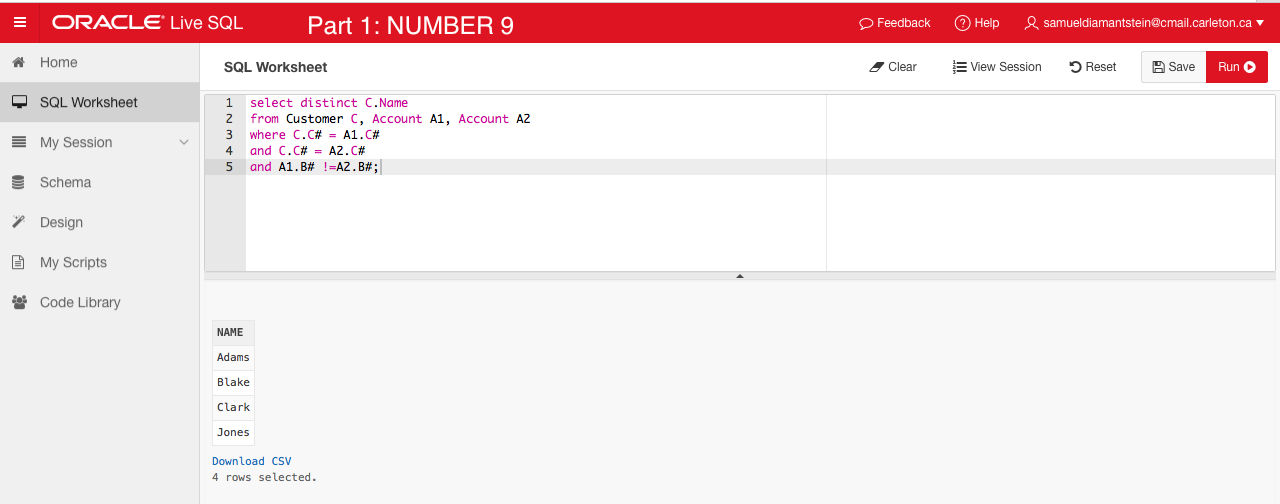 ORACLE Live SQL Part 1: NUMBER 9 Feedback Help samueldiamantstein@cmail.carleton.ca
Home
SQL Worksheet
My Session
Schema
Design
My Scripts
Code Library
SQL Worksheet Clear View Session Reset Save Run
1 select distinct C.Name
2 from Customer C, Account A1, Account A2
3 where C.C# = A1.C#
4 and C.C# = A2.C#
5 and A1.B# !=A2.B#;
NAME
Adams
Blake
Clark
Jones
Download CSV
4 rows selected.